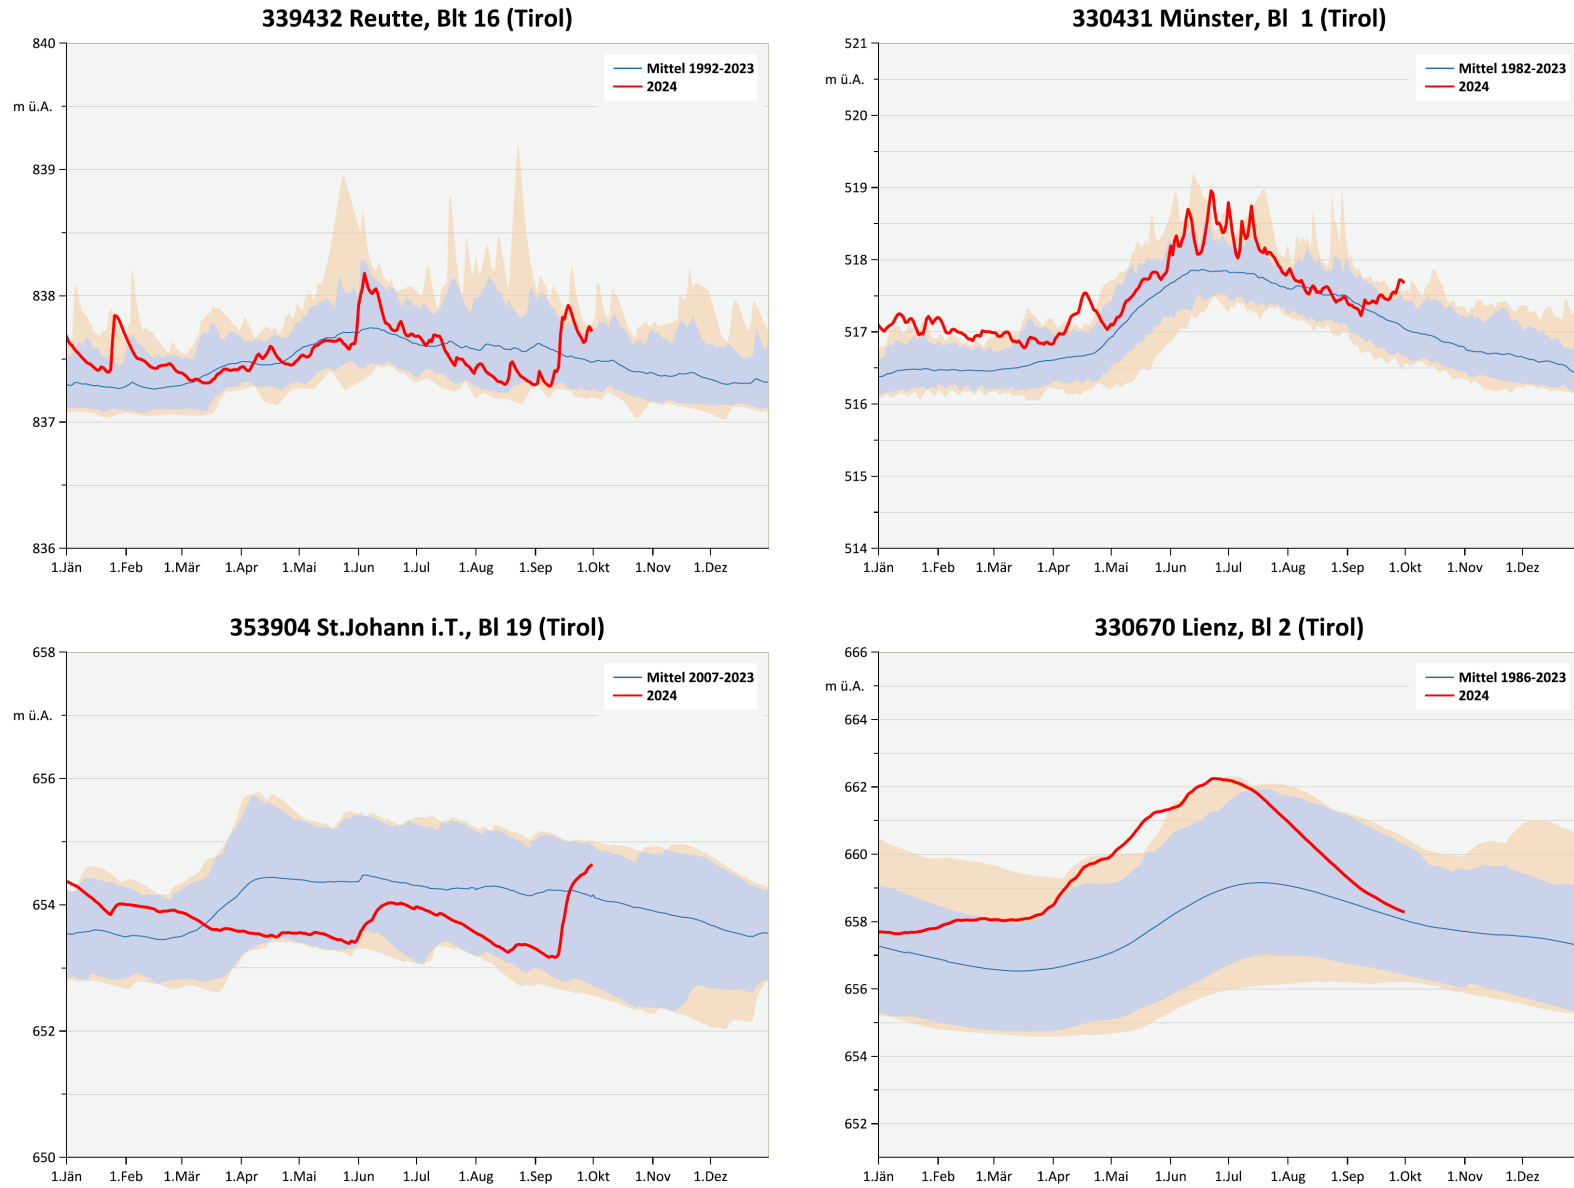 339432 Reutte, Blt 16 (Tirol)
840
m ü.A.
839
838
837
836
Mittel 1992-2023
2024
1.Jän 1.Feb 1.Mär 1.Apr 1.Mai 1.Jun 1.Jul 1.Aug 1.Sep 1.Okt 1.Nov 1.Dez
330431 Münster, Bl 1 (Tirol)
521
m ü.A.
520
519
518
517
516
515
514
Mittel 1982-2023
2024
1.Jän 1.Feb 1.Mär 1.Apr 1.Mai 1.Jun 1.Jul 1.Aug 1.Sep 1.Okt 1.Nov 1.Dez
353904 St.Johann i.T., Bl 19 (Tirol)
658
m ü.A.
656
654
652
650
Mittel 2007-2023
2024
1.Jän 1.Feb 1.Mär 1.Apr 1.Mai 1.Jun 1.Jul 1.Aug 1.Sep 1.Okt 1.Nov 1.Dez
330670 Lienz, Bl 2 (Tirol)
666
m ü.A.
664
662
660
658
656
654
652
Mittel 1986-2023
2024
1.Jän 1.Feb 1.Mär 1.Apr 1.Mai 1.Jun 1.Jul 1.Aug 1.Sep 1.Okt 1.Nov 1.Dez